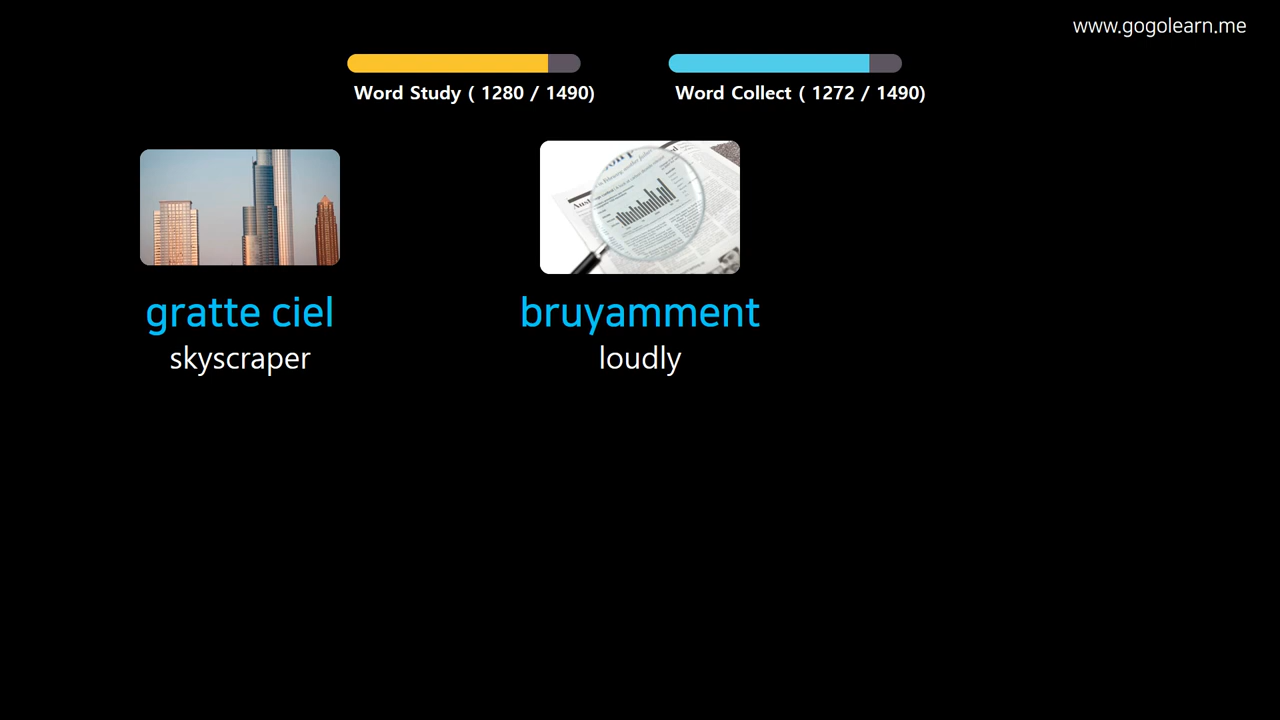 www.gogolearn.me
Word Study ( 1280 / 1490)
Word Collect ( 1272 / 1490)
gratte ciel
skyscraper
bruyamment
loudly